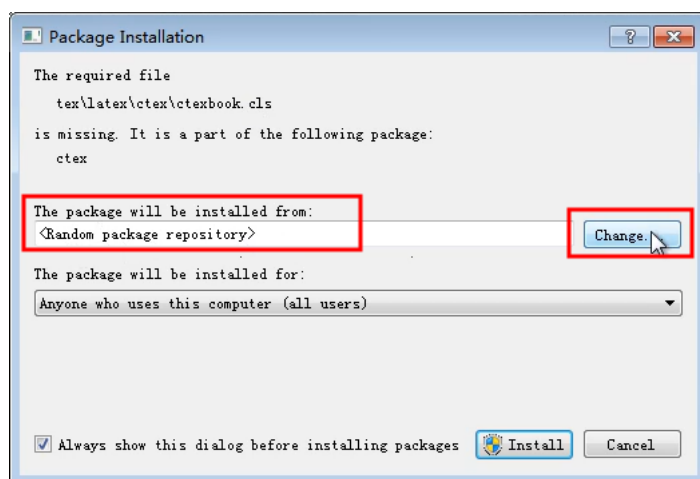 Package Installation
The required file
tex\latex\ctex\ctexbook.cls
is missing. It is a part of the following package:
ctex
The package will be installed from:
<Random package repository>
Change...
The package will be installed for:
Anyone who uses this computer (all users)
Always show this dialog before installing packages
Install
Cancel